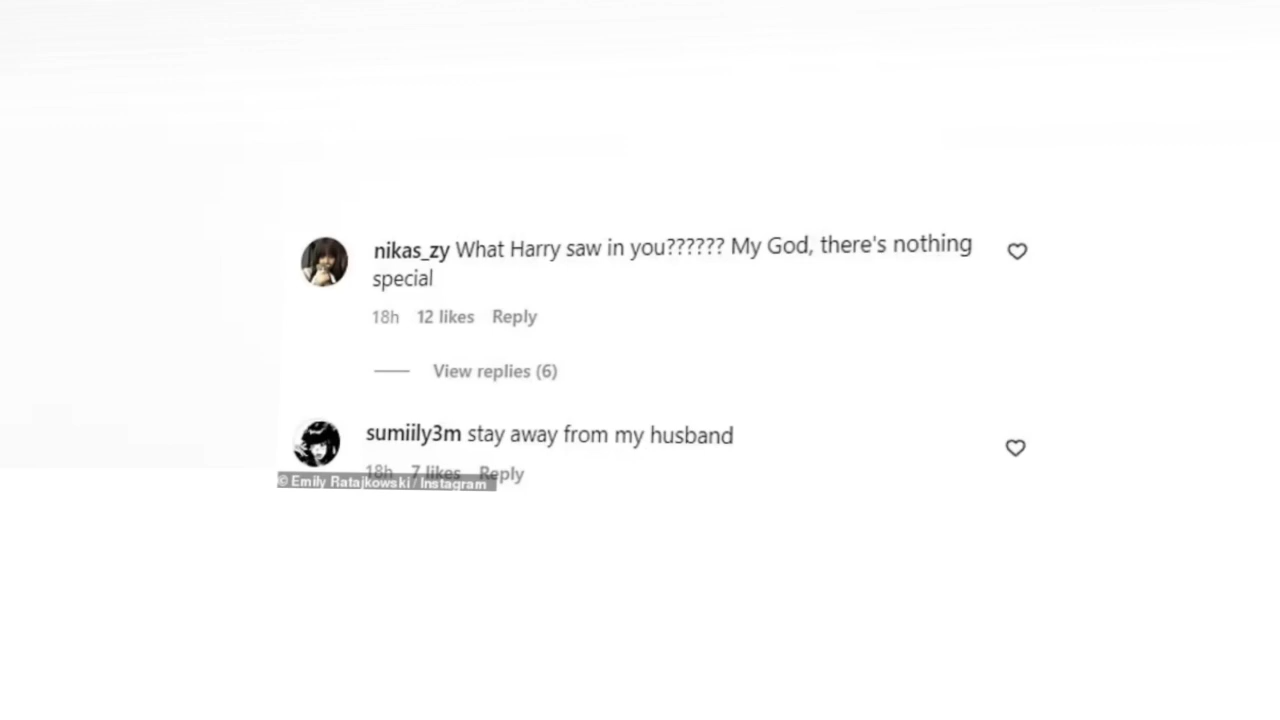 nikas_zy What Harry saw in you?????? My God, there's nothing
special
18h 12 likes Reply
View replies (6)
sumiily3m stay away from my husband
18h 7 likes Reply
© Emily Ratajkowski / Instagram